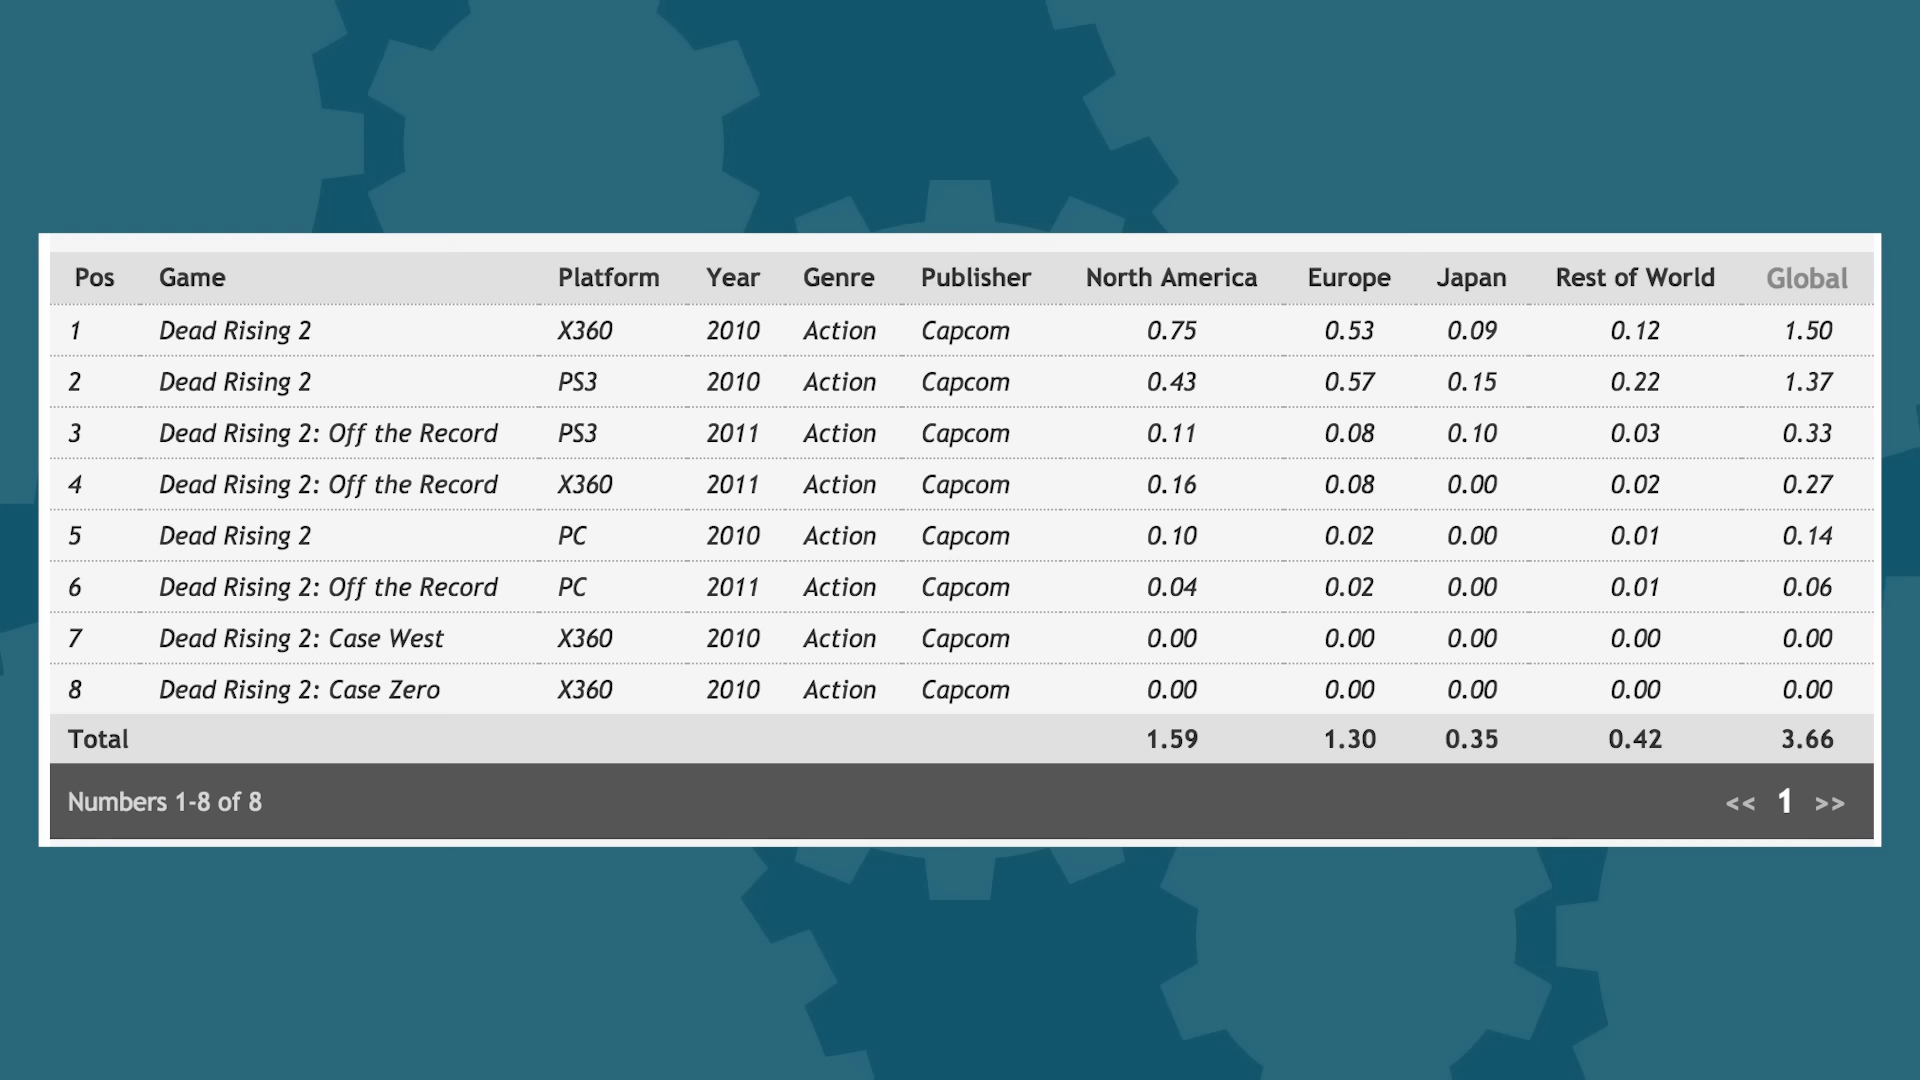 Pos Game Platform Year Genre Publisher North America Europe Japan Rest of World Global
1 Dead Rising 2 X360 2010 Action Capcom 0.75 0.53 0.09 0.12 1.50
2 Dead Rising 2 PS3 2010 Action Capcom 0.43 0.57 0.15 0.22 1.37
3 Dead Rising 2: Off the Record PS3 2011 Action Capcom 0.11 0.08 0.10 0.03 0.33
4 Dead Rising 2: Off the Record X360 2011 Action Capcom 0.16 0.08 0.00 0.02 0.27
5 Dead Rising 2 PC 2010 Action Capcom 0.10 0.02 0.00 0.01 0.14
6 Dead Rising 2: Off the Record PC 2011 Action Capcom 0.04 0.02 0.00 0.01 0.06
7 Dead Rising 2: Case West X360 2010 Action Capcom 0.00 0.00 0.00 0.00 0.00
8 Dead Rising 2: Case Zero X360 2010 Action Capcom 0.00 0.00 0.00 0.00 0.00
Total 1.59 1.30 0.35 0.42 3.66
Numbers 1-8 of 8 << 1 >>